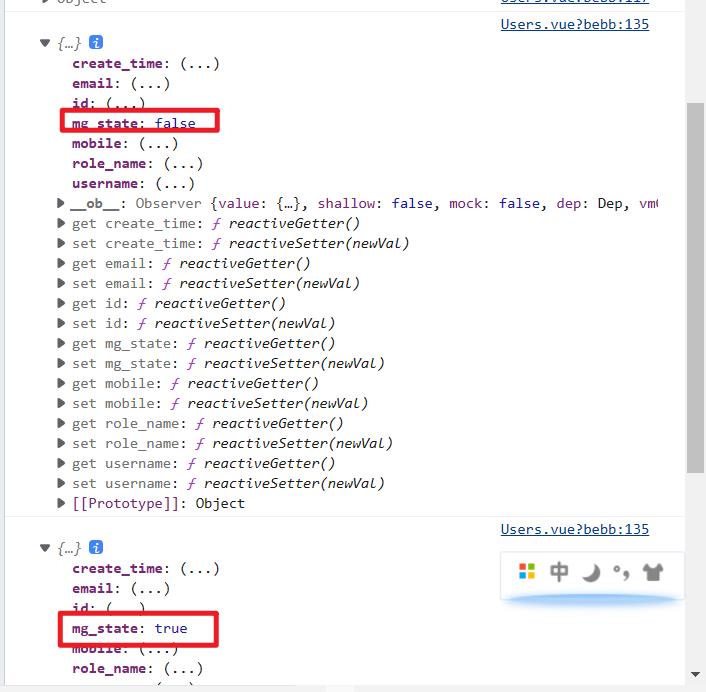 Object
Users.vue?bebb:117
Users.vue?bebb:135
{…} i
create_time: (...)
email: (...)
id: (...)
mg_state: false
mobile: (...)
role_name: (...)
username: (...)
__ob__: Observer {value: {…}, shallow: false, mock: false, dep: Dep, vmC
get create_time: ƒ reactiveGetter()
set create_time: ƒ reactiveSetter(newVal)
get email: ƒ reactiveGetter()
set email: ƒ reactiveSetter(newVal)
get id: ƒ reactiveGetter()
set id: ƒ reactiveSetter(newVal)
get mg_state: ƒ reactiveGetter()
set mg_state: ƒ reactiveSetter(newVal)
get mobile: ƒ reactiveGetter()
set mobile: ƒ reactiveSetter(newVal)
get role_name: ƒ reactiveGetter()
set role_name: ƒ reactiveSetter(newVal)
get username: ƒ reactiveGetter()
set username: ƒ reactiveSetter(newVal)
[[Prototype]]: Object
Users.vue?bebb:135
{…} i
中 °,
create_time: (...)
email: (...)
id: (...)
mg_state: true
mobile: (...)
role_name: (...)